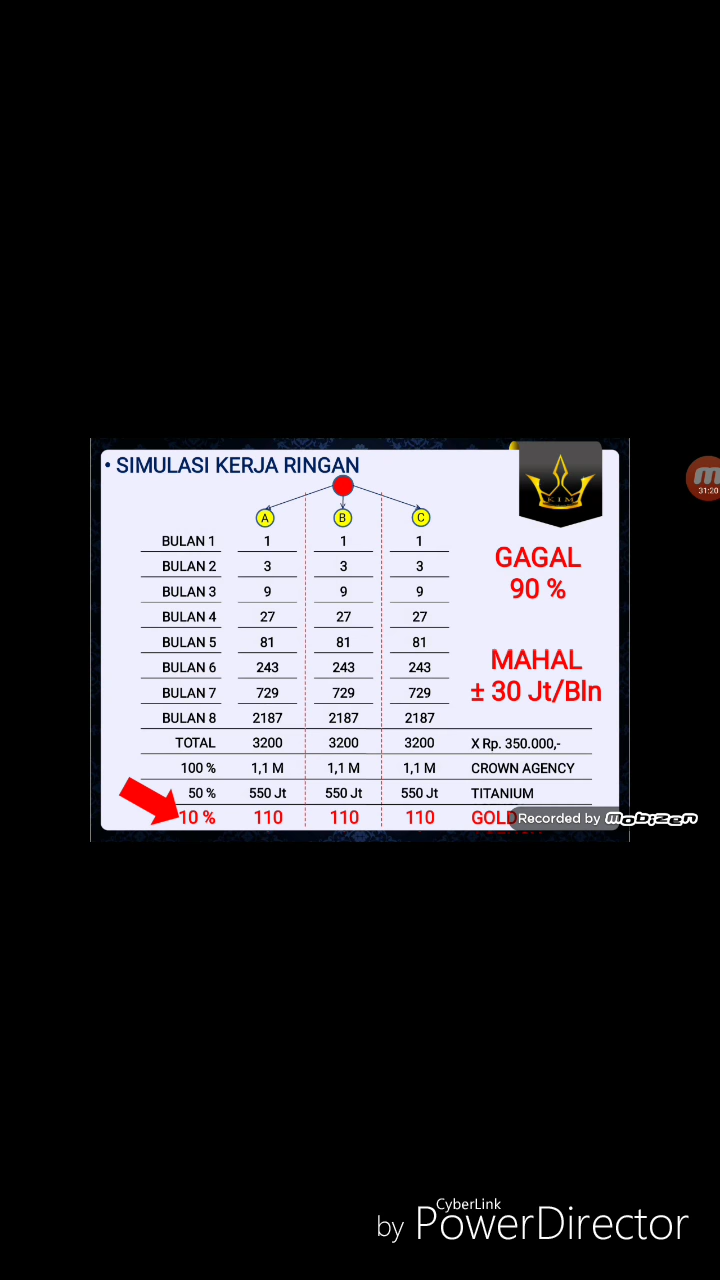 • SIMULASI KERJA RINGAN
KIM
31:20
A B C
BULAN 1 1 1 1
BULAN 2 3 3 3
BULAN 3 9 9 9
BULAN 4 27 27 27
BULAN 5 81 81 81
BULAN 6 243 243 243
BULAN 7 729 729 729
BULAN 8 2187 2187 2187
TOTAL 3200 3200 3200 X Rp. 350.000,-
100 % 1,1 M 1,1 M 1,1 M CROWN AGENCY
50 % 550 Jt 550 Jt 550 Jt TITANIUM
10 % 110 110 110 GOLD
GAGAL
90 %
MAHAL
± 30 Jt/Bln
Recorded by mobizen
CyberLink
by PowerDirector